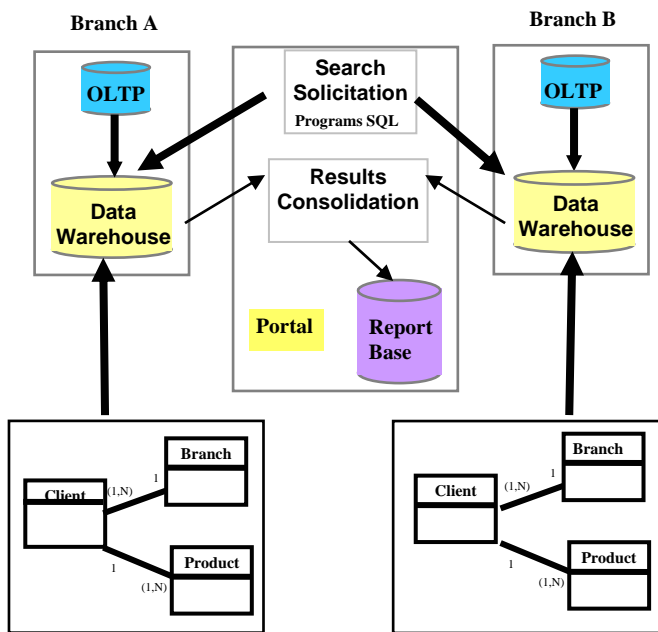 Branch A
Branch B
OLTP
Data
Warehouse
Search
Solicitation
Programs SQL
Results
Consolidation
Portal
Report
Base
OLTP
Data
Warehouse
Branch
Client
(1,N)
1
1
(1,N)
Product
Branch
Client
(1,N)
1
1
(1,N)
Product